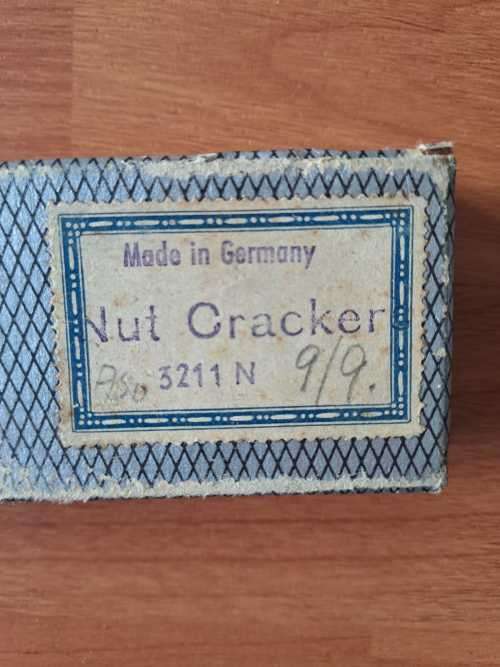 Made in Germany
Nut Cracker
3211 N 9/9.